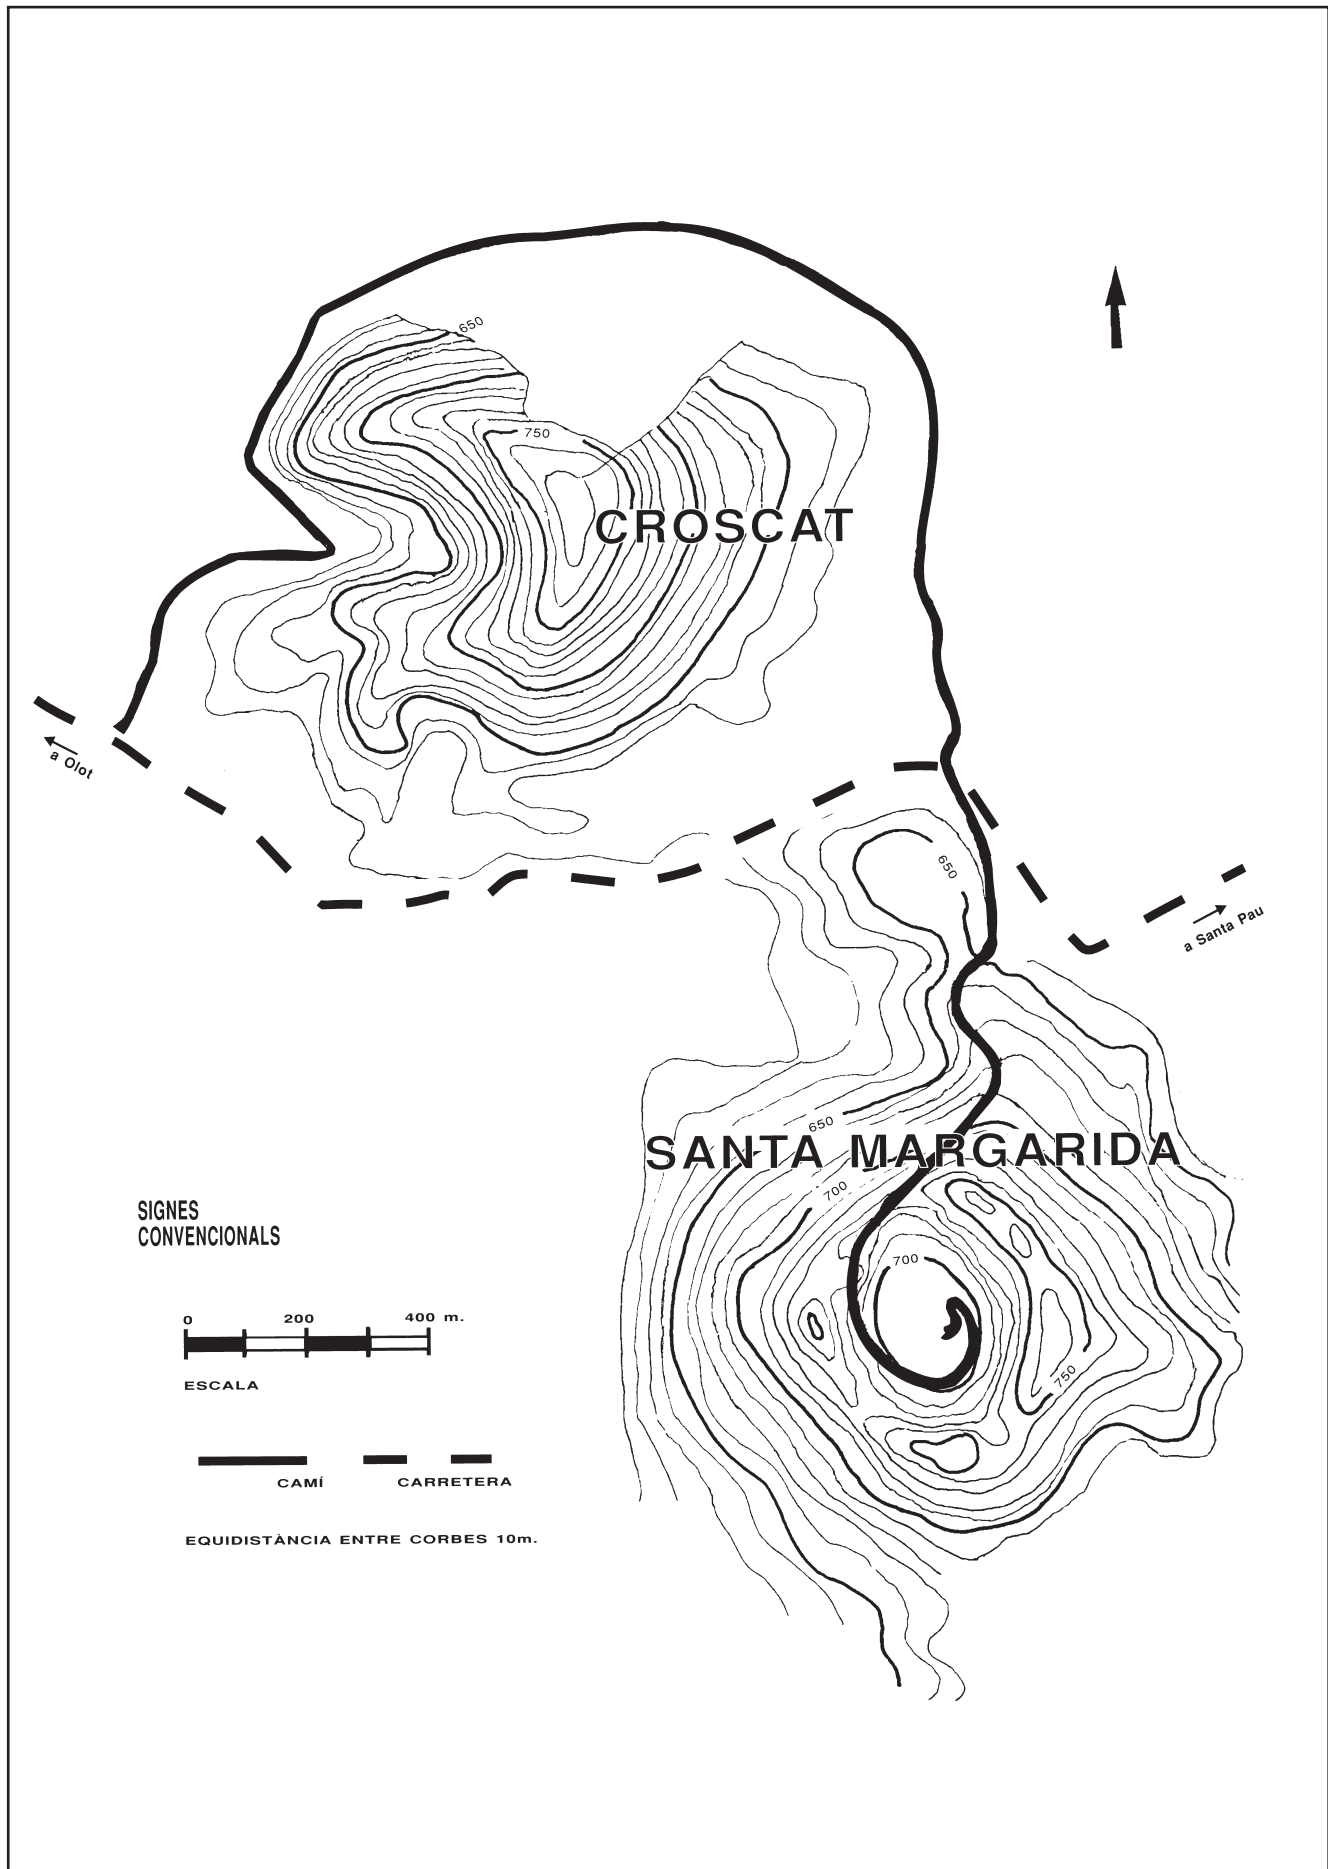 650
750
CROSCAT
a Olot
650
a Santa Pau
650
SANTA MARGARIDA
700
700
750
SIGNES
CONVENCIONALS
0 200 400 m.
ESCALA
CAMÍ CARRETERA
EQUIDISTÀNCIA ENTRE CORBES 10m.